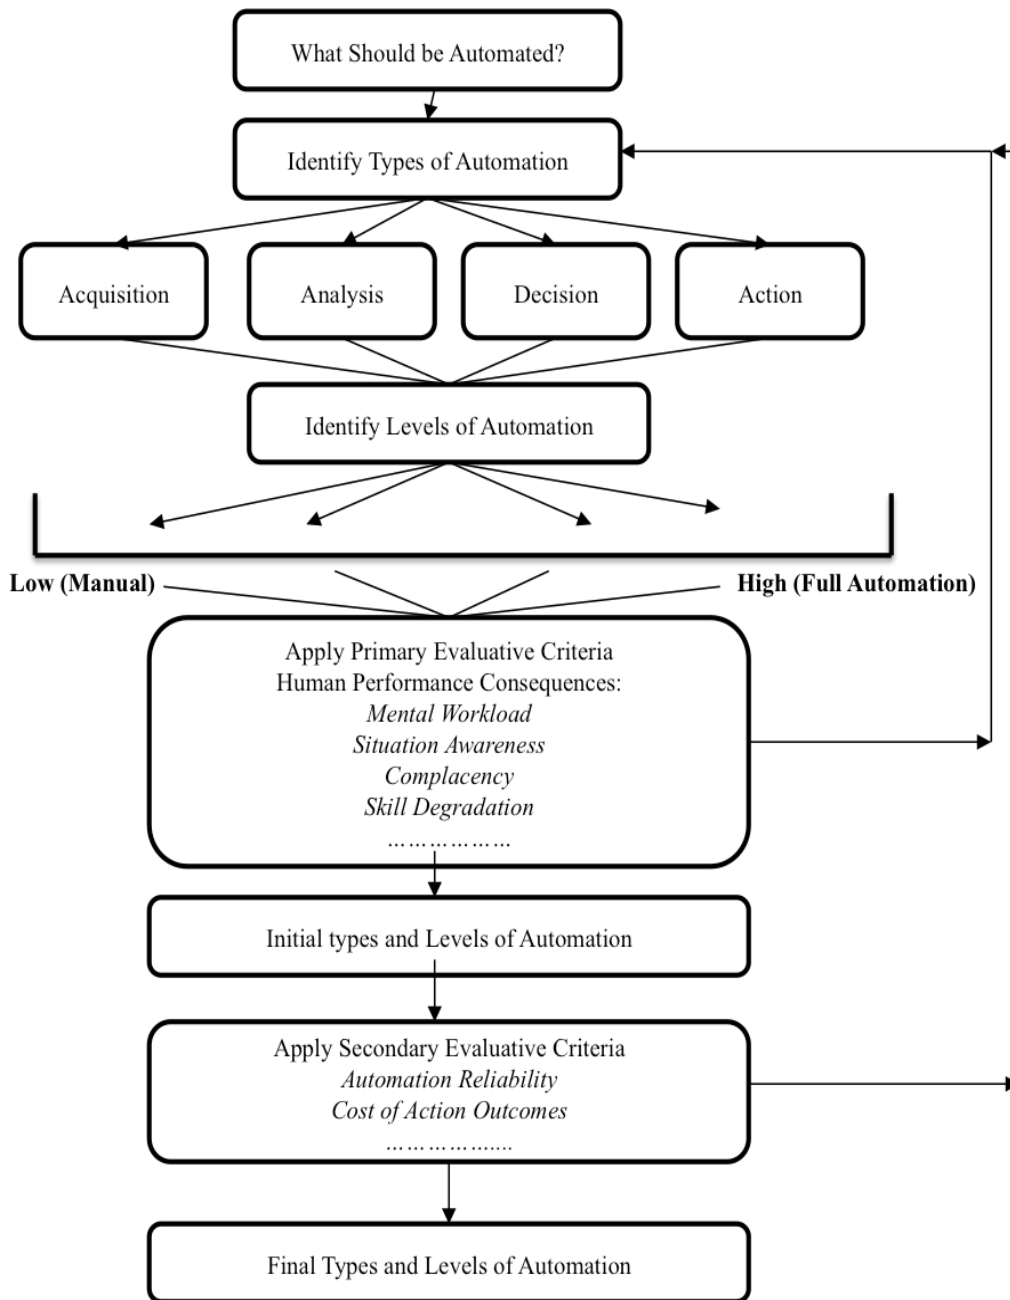 What Should be Automated?
Identify Types of Automation
Acquisition
Analysis
Decision
Action
Identify Levels of Automation
Low (Manual)
High (Full Automation)
Apply Primary Evaluative Criteria
Human Performance Consequences:
Mental Workload
Situation Awareness
Complacency
Skill Degradation
………………
Initial types and Levels of Automation
Apply Secondary Evaluative Criteria
Automation Reliability
Cost of Action Outcomes
……………....
Final Types and Levels of Automation